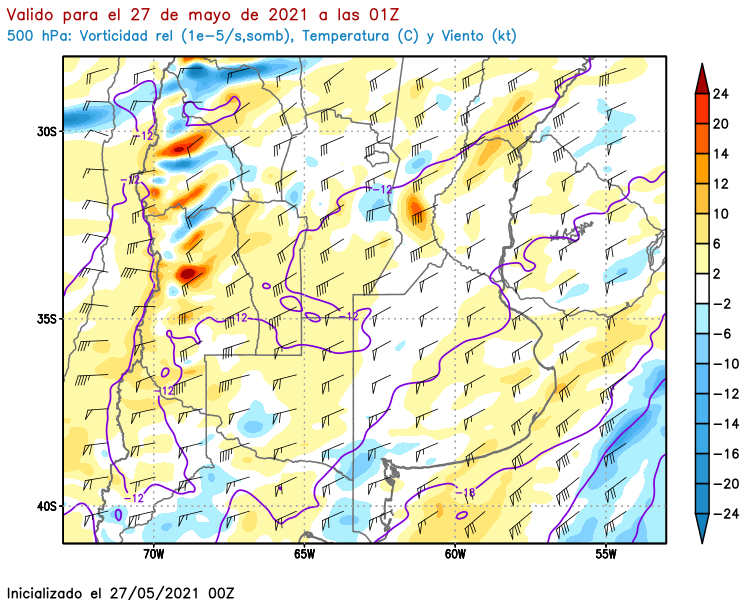 Valido para el 27 de mayo de 2021 a las 01Z
500 hPa: Vorticidad rel (1e-5/s,somb), Temperatura (C) y Viento (kt)
24
20
30S
-12
16
14
-12
-12
12
10
6
2
35S
12
-12
-2
-6
-10
-12
-14
-16
-12
-18
-20
40S
-24
70W
65W
60W
55W
Inicializado el 27/05/2021 00Z